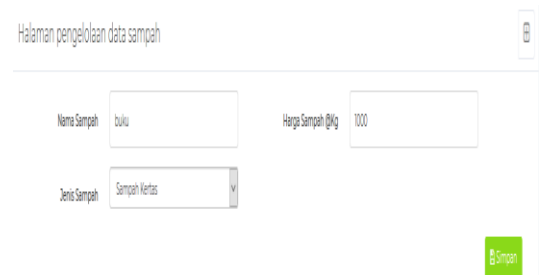 Halaman pengelolaan data sampah
Nama Sampah buku Harga Sampah @Kg 1000
Jenis Sampah Sampah Kertas
Simpan